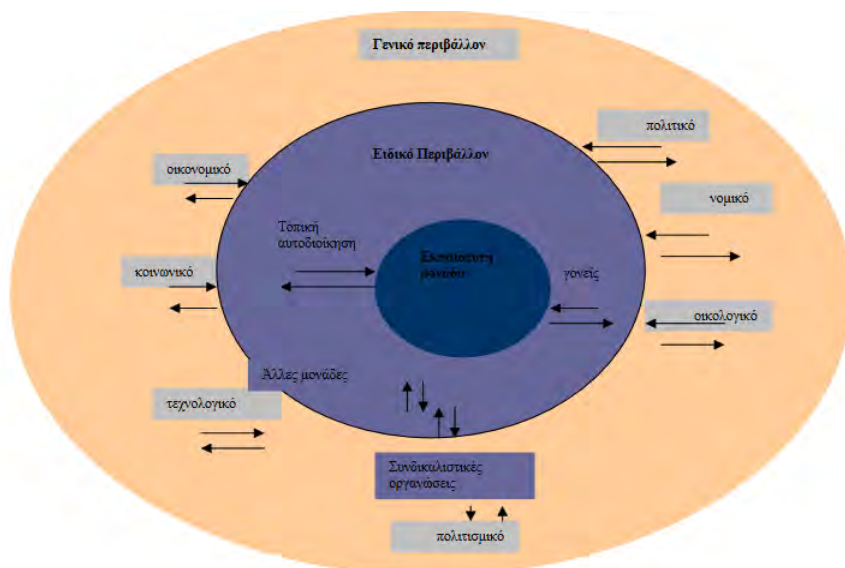 Γενικό περιβάλλον
πολιτικό
Ειδικό Περιβάλλον
οικονομικό
νομικό
Τοπική
αυτοδιοίκηση
κοινωνικό
γονείς
οικολογικό
Άλλες μονάδες
τεχνολογικό
Συνδικαλιστικές
οργανώσεις
πολιτισμικό